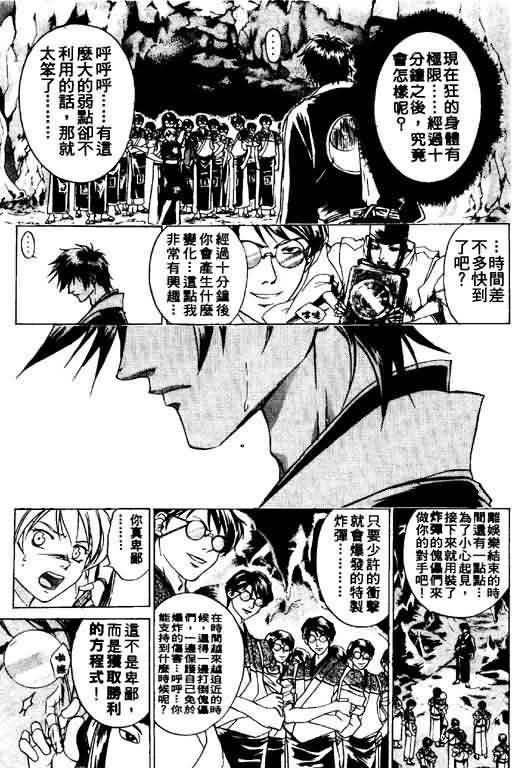 現在狂的身體有
極限……經過十
分鐘之後，究竟
會怎樣呢？
…
呼呼呼……有這
麼大的弱點卻不
利用的話，那就
太笨了………
…時間差
不多快到
了吧？
經過十分鐘後
你會產生什麼
變化…這點我
非常有興趣…
…
離娛樂結束的時
間還有一點點…
為了小心起見，
接下來就用裝了
炸彈的傀儡們來
做你的對手吧！
只要少許的衝擊
就會爆發的特製
炸彈………
在時間越來越迫近的時
候，還得一邊打倒傀儡
們，一邊保護自己免於
爆炸的傷害…呼呼…你
能支持到什麼時候呢？
你真卑鄙
………
這不是卑鄙，
而是獲取勝利
的方程式！